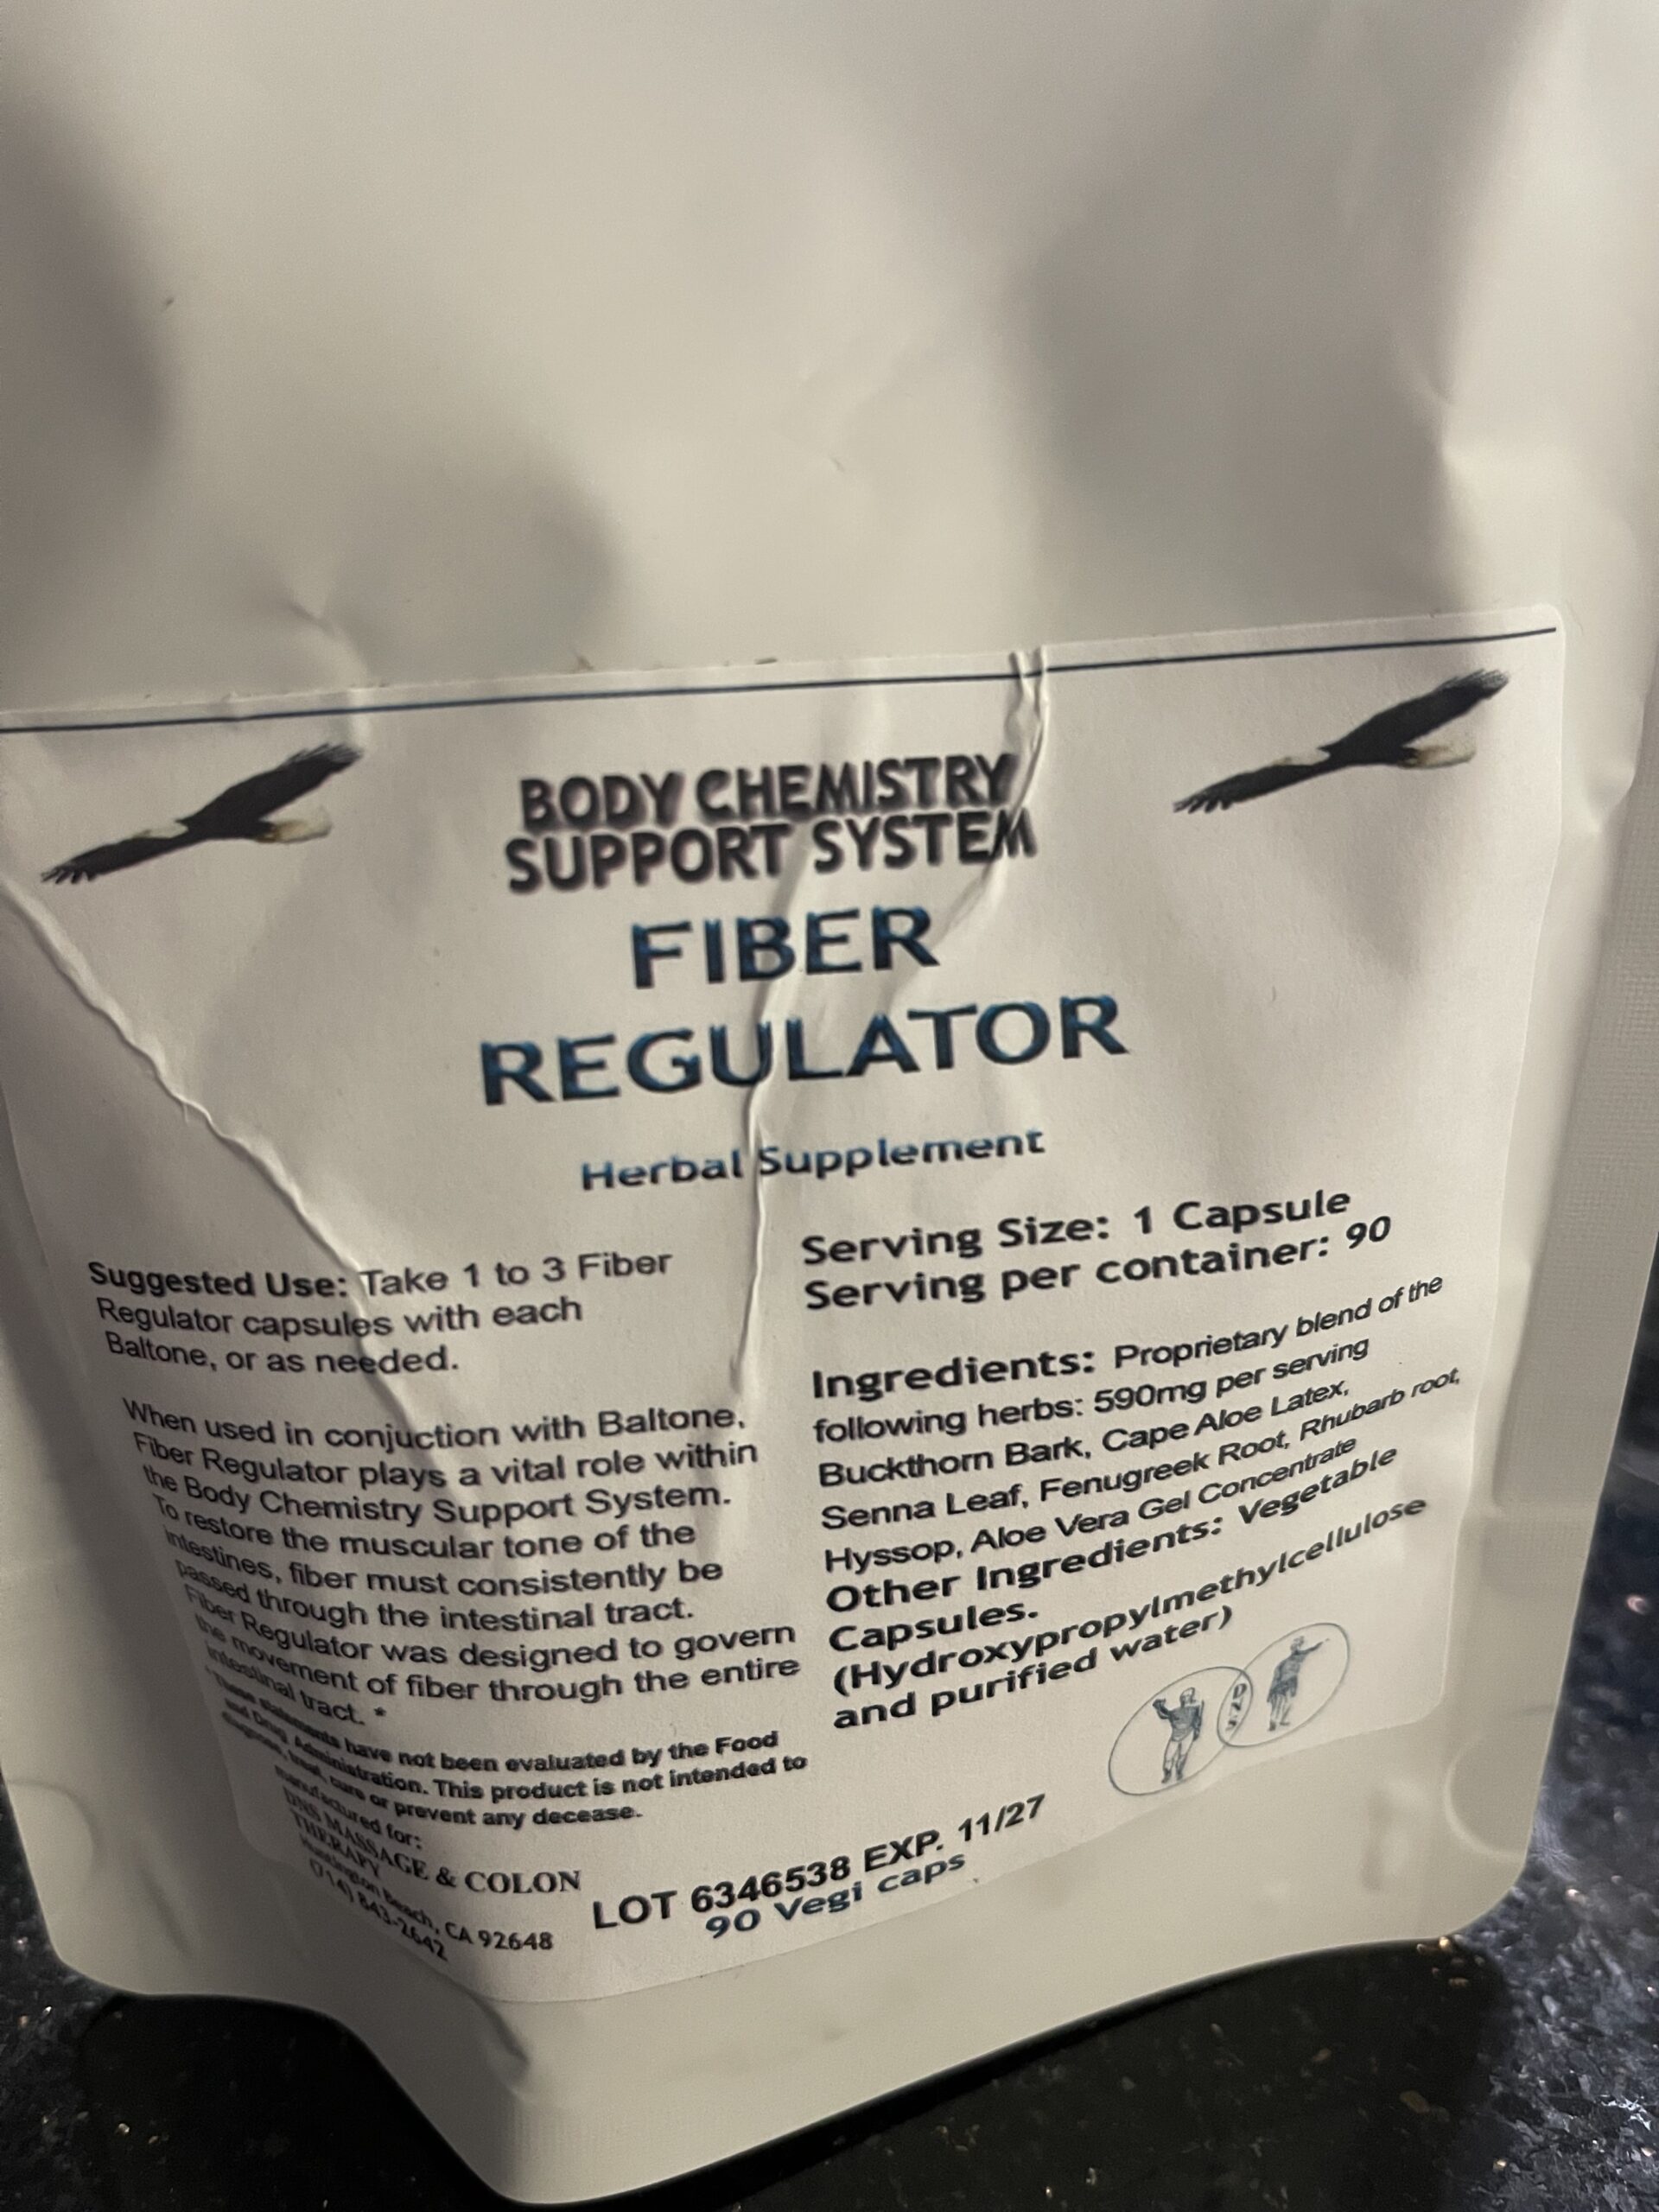 BODY CHEMISTRY
SUPPORT SYSTEM
FIBER
REGULATOR
Herbal Supplement
Suggested Use: Take 1 to 3 Fiber
Regulator capsules with each
Baltone, or as needed.
When used in conjuction with Baltone,
Fiber Regulator plays a vital role within
the Body Chemistry Support System.
To restore the muscular tone of the
intestines, fiber must consistently be
passed through the intestinal tract.
Fiber Regulator was designed to govern
the movement of fiber through the entire
intestinal tract. *
*These statements have not been evaluated by the Food
and Drug Administration. This product is not intended to
diagnose, treat, cure or prevent any decease.
manufactured for:
DNS MASSAGE & COLON
THERAPY
Huntington Beach, CA 92648
(714) 843-2642
Serving Size: 1 Capsule
Serving per container: 90
Ingredients: Proprietary blend of the
following herbs: 590mg per serving
Buckthorn Bark, Cape Aloe Latex,
Senna Leaf, Fenugreek Root, Rhubarb root,
Hyssop, Aloe Vera Gel Concentrate
Other Ingredients: Vegetable
Capsules.
(Hydroxypropylmethylcellulose
and purified water)
LOT 6346538 EXP. 11/27
90 Vegi caps